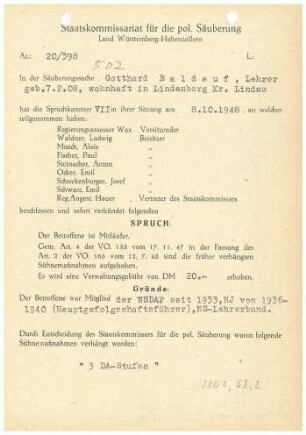 Staatskommissariat für die pol. Säuberung
Land Württemberg-Hohenzollern
Az: 20/398 L:
502
In der Säuberungssache: Gotthard Baldauf, Lehrer
geb.7.2.08, wohnhaft in Lindenberg Kr. Lindau
hat die Spruchkammer VII in ihrer Sitzung am 8.10.1948, an welcher
teilgenommen haben:
Regierungsassessor Wax Vorsitzender
Waldner, Ludwig Beisitzer
Musch, Alois "
Fischer, Paul "
Steinacher, Anton "
Ocker, Emil "
Schnekenburger, Josef "
Schwarz, Emil "
Reg.Angest. Hauer , Vertreter des Staatskommissars
beschlossen und sofort verkündet folgenden
SPRUCH:
Der Betroffene ist Mitläufer.
Gem. Art. 4 der VO. 133 vom 17. 11. 47 in der Fassung des
Art. 2 der VO. 165 vom 13. 7. 48 sind die früher verhängten
Sühnemaßnahmen aufgehoben.
Es wird eine Verwaltungsgebühr von DM 20.- erhoben.
Gründe:
Der Betroffene war Mitglied der NSDAP seit 1933, HJ von 1936-
1940 (Hauptgefolgschaftsführer), NS-Lehrerbund.
Durch Entscheidung des Staatskommissars für die pol. Säuberung waren folgende
Sühnemaßnahmen verhängt worden:
" 3 DA-Stufen "